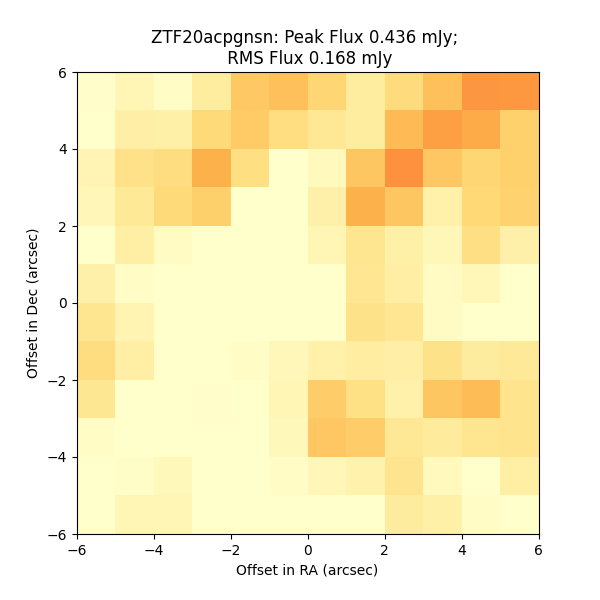 ZTF20acpgnsn: Peak Flux 0.436 mJy;
RMS Flux 0.168 mJy
6
4
2
0
−2
−4
−6
Offset in Dec (arcsec)
−6 −4 −2 0 2 4 6
Offset in RA (arcsec)